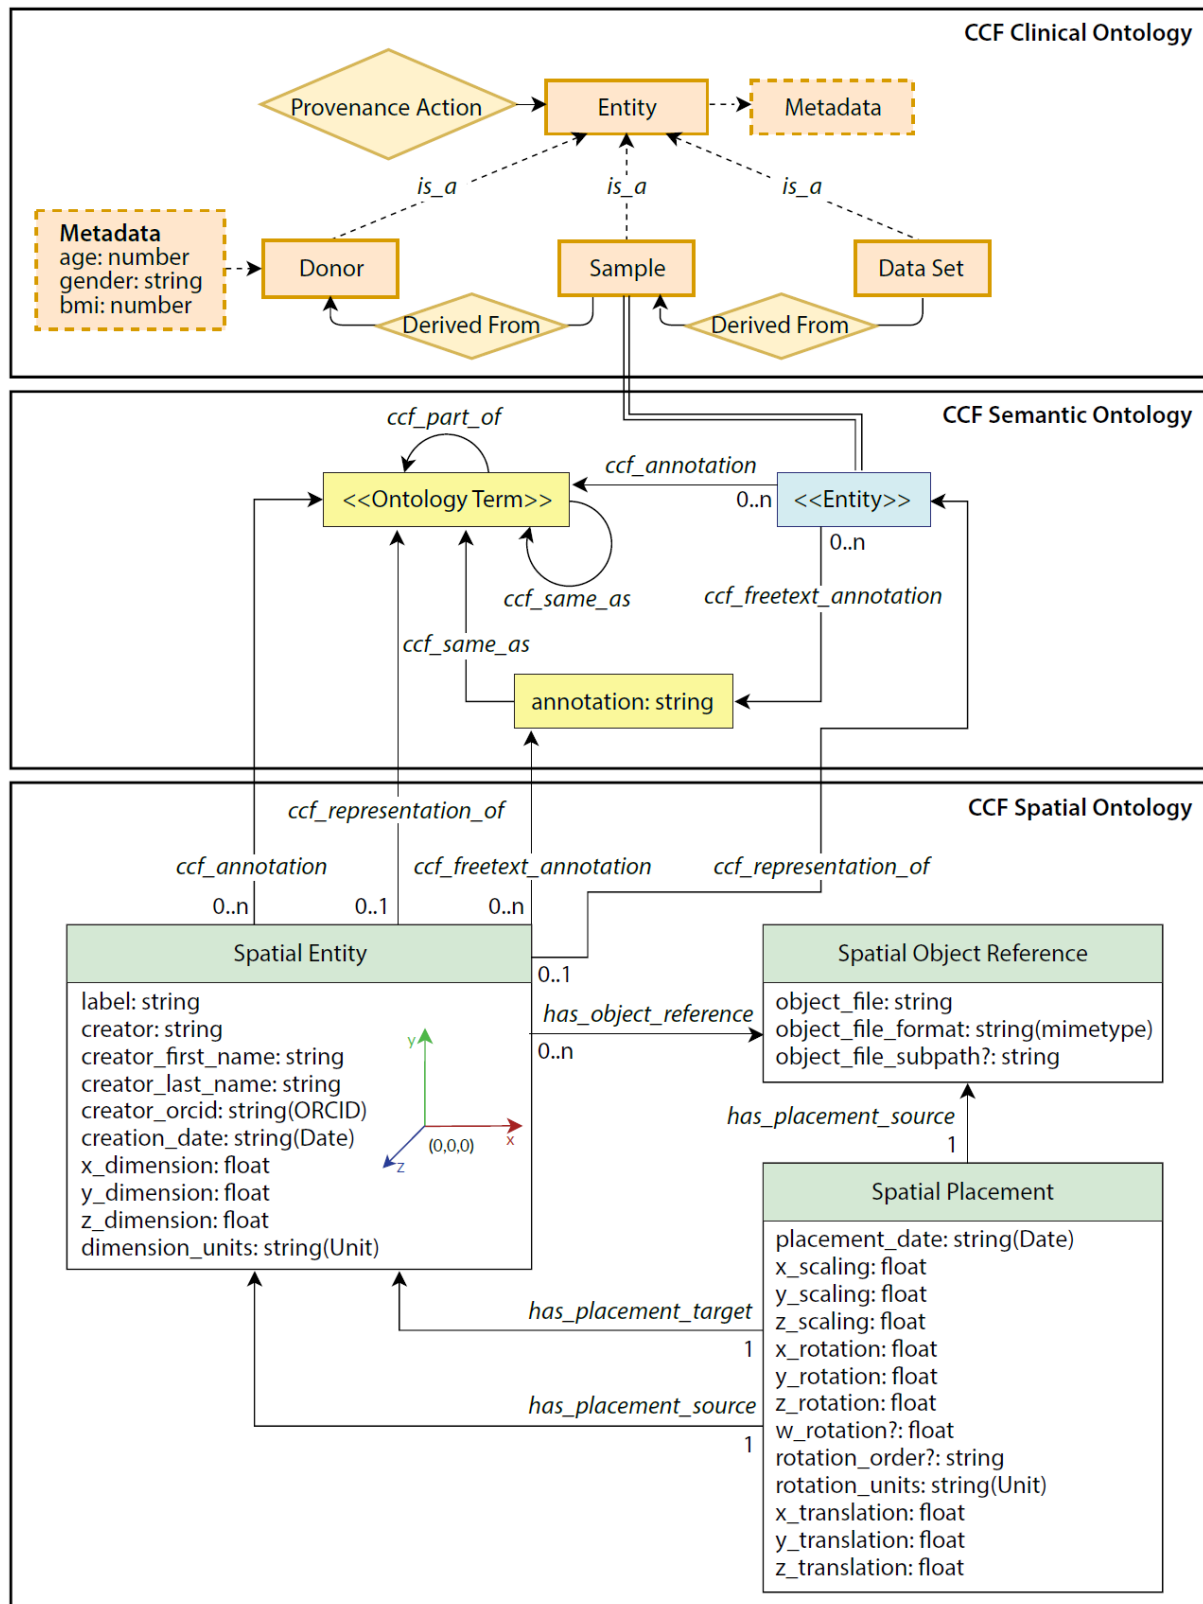 CCF Clinical Ontology
Provenance Action
Entity
Metadata
is_a
is_a
is_a
Metadata
age: number
gender: string
bmi: number
Donor
Sample
Data Set
Derived From
Derived From
CCF Semantic Ontology
ccf_part_of
ccf_annotation
<<Ontology Term>>
0..n
<<Entity>>
0..n
ccf_same_as
ccf_freetext_annotation
ccf_same_as
annotation: string
CCF Spatial Ontology
ccf_representation_of
ccf_annotation
ccf_freetext_annotation
ccf_representation_of
0..n
0..1
0..n
Spatial Entity
0..1
label: string
creator: string
creator_first_name: string
creator_last_name: string
creator_orcid: string(ORCID)
creation_date: string(Date)
x_dimension: float
y_dimension: float
z_dimension: float
dimension_units: string(Unit)
y
x
z
(0,0,0)
has_object_reference
0..n
Spatial Object Reference
object_file: string
object_file_format: string(mimetype)
object_file_subpath?: string
has_placement_source
1
Spatial Placement
placement_date: string(Date)
x_scaling: float
y_scaling: float
z_scaling: float
x_rotation: float
y_rotation: float
z_rotation: float
w_rotation?: float
rotation_order?: string
rotation_units: string(Unit)
x_translation: float
y_translation: float
z_translation: float
has_placement_target
1
has_placement_source
1